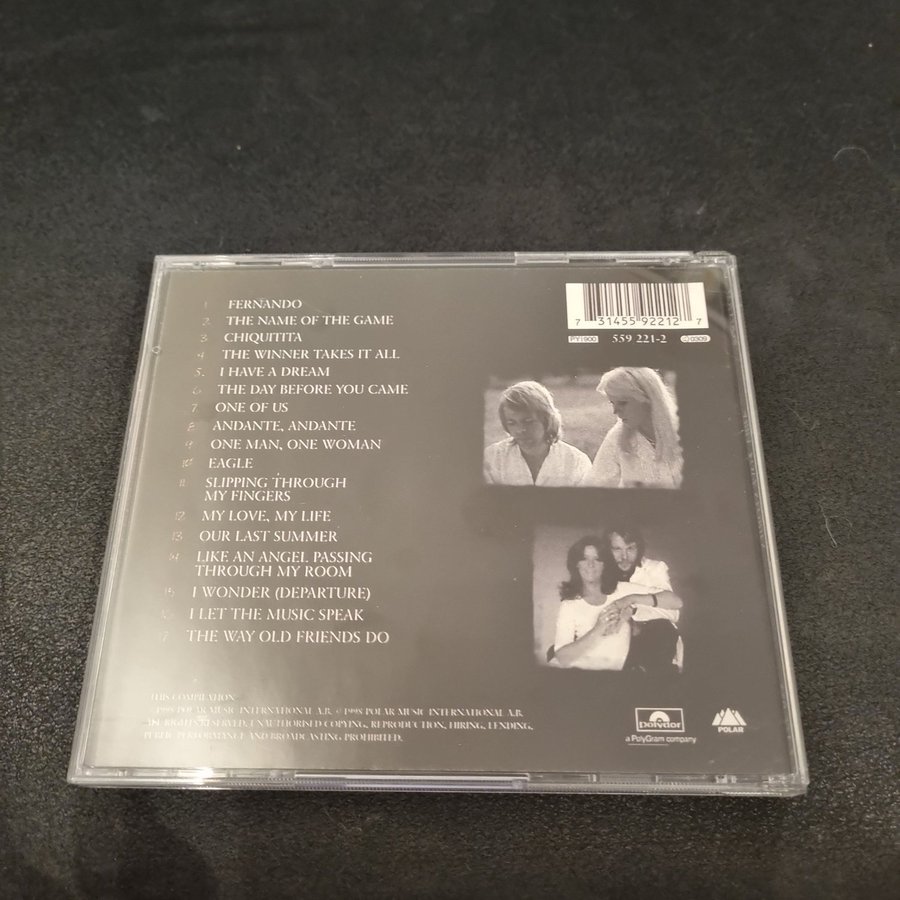 1. FERNANDO
2. THE NAME OF THE GAME
3. CHIQUITITA
4. THE WINNER TAKES IT ALL
5. I HAVE A DREAM
6. THE DAY BEFORE YOU CAME
7. ONE OF US
8. ANDANTE, ANDANTE
9. ONE MAN, ONE WOMAN
10. EAGLE
11. SLIPPING THROUGH
MY FINGERS
12. MY LOVE, MY LIFE
13. OUR LAST SUMMER
14. LIKE AN ANGEL PASSING
THROUGH MY ROOM
15. I WONDER (DEPARTURE)
16. I LET THE MUSIC SPEAK
17. THE WAY OLD FRIENDS DO
7 31455 92212 7
PY 900 559 221-2 0309
THIS COMPILATION
℗ 1998 POLAR MUSIC INTERNATIONAL A.B. © 1998 POLAR MUSIC INTERNATIONAL A.B.
ALL RIGHTS RESERVED. UNAUTHORISED COPYING, REPRODUCTION, HIRING, LENDING,
PUBLIC PERFORMANCE AND BROADCASTING PROHIBITED.
Polydor
a PolyGram company
POLAR